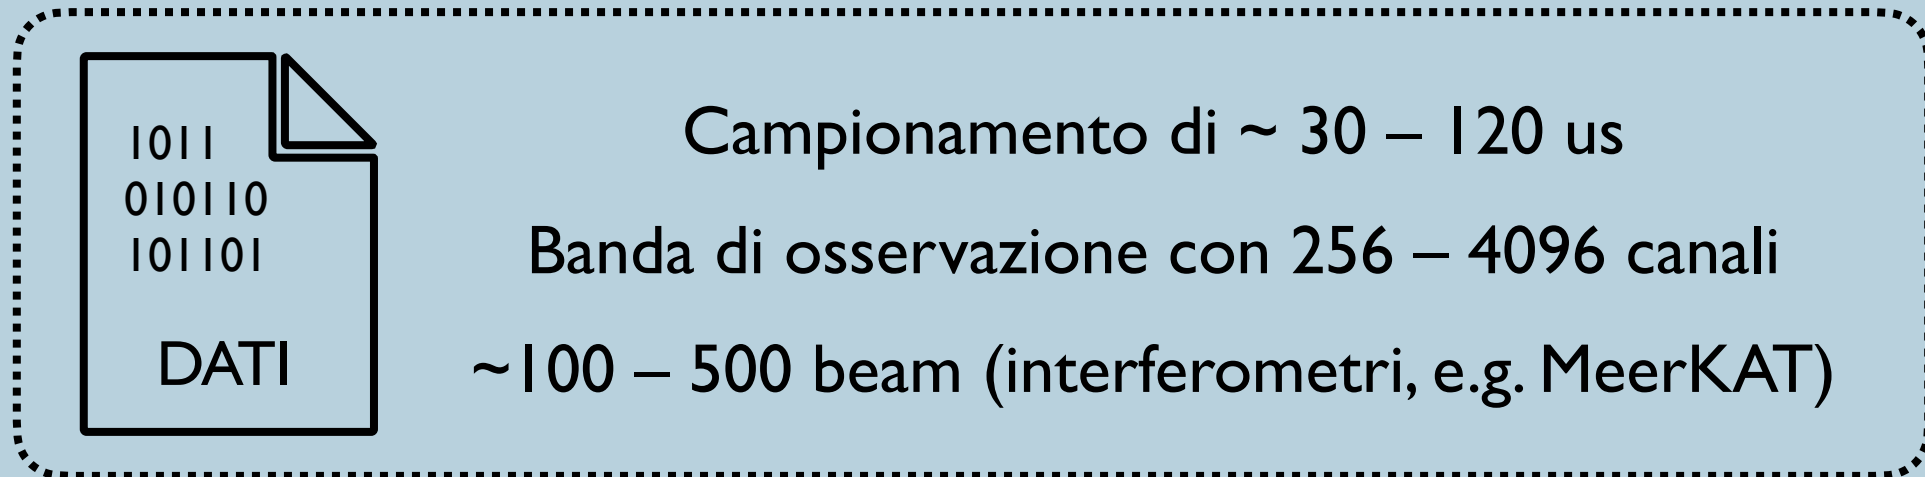 1011
010110
101101
DATI
Campionamento di ~ 30 – 120 us
Banda di osservazione con 256 – 4096 canali
~100 – 500 beam (interferometri, e.g. MeerKAT)